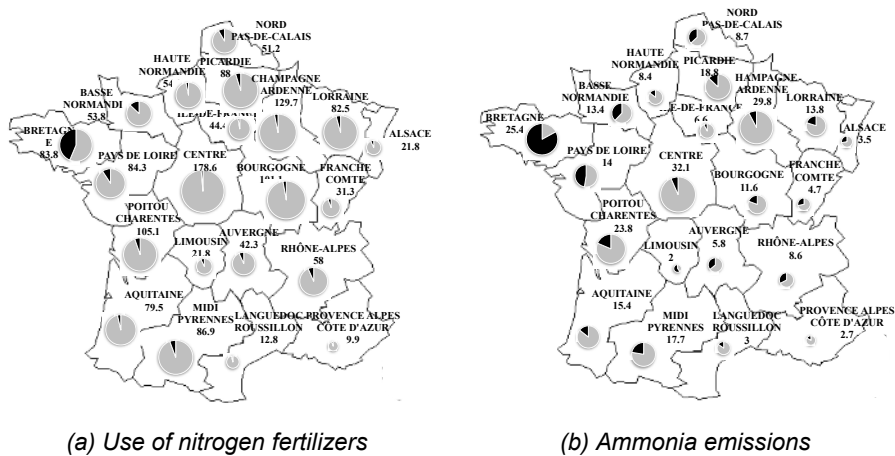 NORD
PAS-DE-CALAIS
51.2
PICARDIE
88
HAUTE
NORMANDIE
54
BASSE
NORMANDI
53.8
CHAMPAGNE
ARDENNE
129.7
LORRAINE
82.5
ALSACE
21.8
44.4
BRETAGN
E
83.8
PAYS DE LOIRE
84.3
CENTRE
178.6
BOURGOGNE
FRANCHE
COMTE
31.3
POITOU
CHARENTES
105.1
LIMOUSIN
21.8
AUVERGNE
42.3
RHÔNE-ALPES
58
AQUITAINE
79.5
MIDI
PYRENNES
86.9
LANGUEDOC
ROUSSILLON
12.8
PROVENCE ALPES
CÔTE D'AZUR
9.9
(a) Use of nitrogen fertilizers
NORD
PAS-DE-CALAIS
8.7
HAUTE
NORMANDIE
8.4
PICARDIE
18.8
BASSE
NORMANDIE
13.4
HAMPAGNE
ARDENNE
29.8
LORRAINE
13.8
ALSACE
3.5
E-DE-FRANCE
6.6
BRETAGNE
25.4
PAYS DE LOIRE
14
CENTRE
32.1
BOURGOGNE
11.6
FRANCHE
COMTE
4.7
POITOU
CHARENTES
23.8
LIMOUSIN
2
AUVERGNE
5.8
RHÔNE-ALPES
8.6
AQUITAINE
15.4
MIDI
PYRENNES
17.7
LANGUEDOC
ROUSSILLON
3
PROVENCE ALPES
CÔTE D'AZUR
2.7
(b) Ammonia emissions